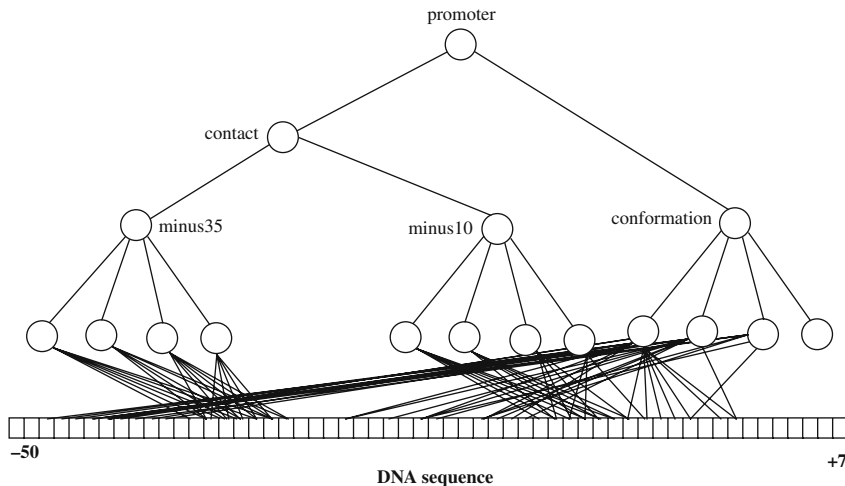 promoter
contact
minus35
minus10
conformation
−50
+7
DNA sequence